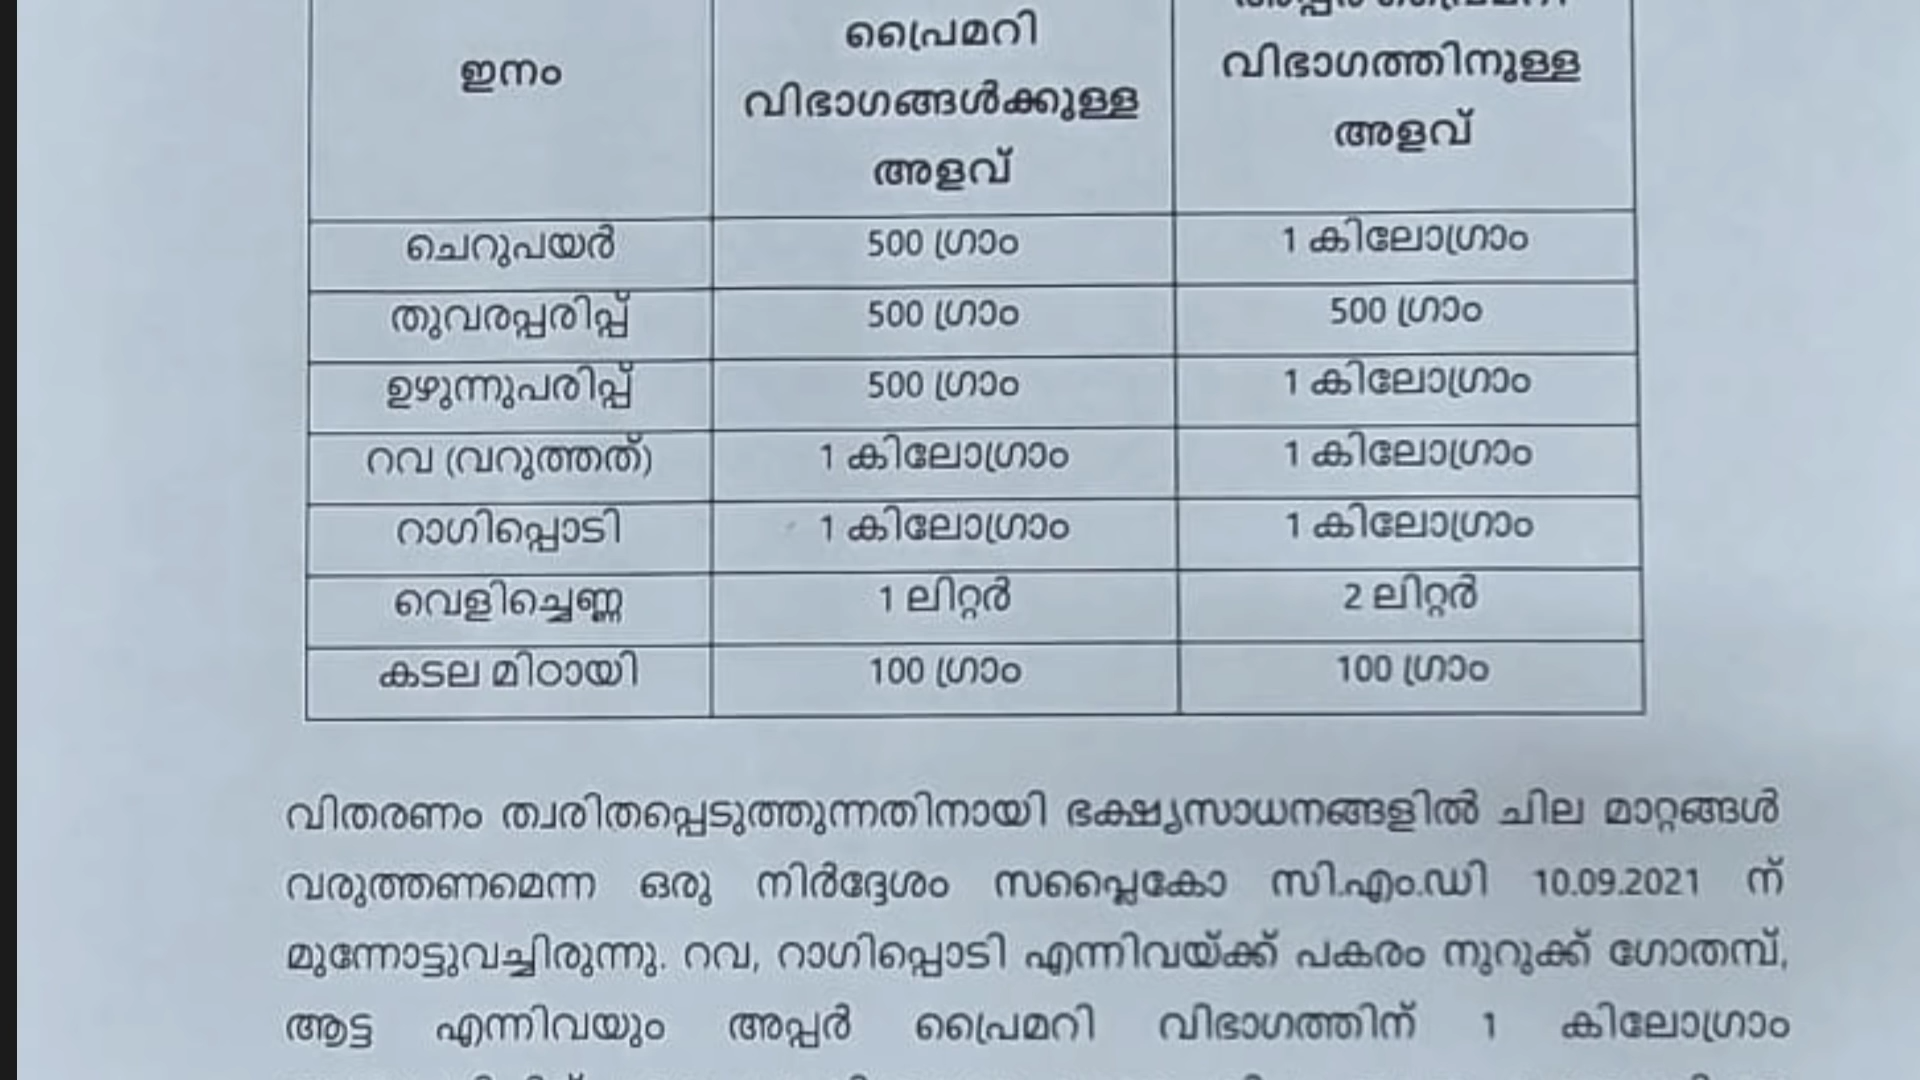 ഇനം
പ്രൈമറി
വിഭാഗങ്ങൾക്കുള്ള
അളവ്
അപ്പർ പ്രൈമറി
വിഭാഗത്തിനുള്ള
അളവ്
ചെറുപയർ 500 ഗ്രാം 1 കിലോഗ്രാം
തുവരപ്പരിപ്പ് 500 ഗ്രാം 500 ഗ്രാം
ഉഴുന്നുപരിപ്പ് 500 ഗ്രാം 1 കിലോഗ്രാം
റവ (വറുത്തത്) 1 കിലോഗ്രാം 1 കിലോഗ്രാം
റാഗിപ്പൊടി 1 കിലോഗ്രാം 1 കിലോഗ്രാം
വെളിച്ചെണ്ണ 1 ലിറ്റർ 2 ലിറ്റർ
കടല മിഠായി 100 ഗ്രാം 100 ഗ്രാം
വിതരണം ത്വരിതപ്പെടുത്തുന്നതിനായി ഭക്ഷ്യസാധനങ്ങളിൽ ചില മാറ്റങ്ങൾ
വരുത്തണമെന്ന ഒരു നിർദ്ദേശം സപ്ലൈകോ സി.എം.ഡി 10.09.2021 ന്
മുന്നോട്ടുവച്ചിരുന്നു. റവ, റാഗിപ്പൊടി എന്നിവയ്ക്ക് പകരം നുറുക്ക് ഗോതമ്പ്,
ആട്ട എന്നിവയും അപ്പർ പ്രൈമറി വിഭാഗത്തിന് 1 കിലോഗ്രാം